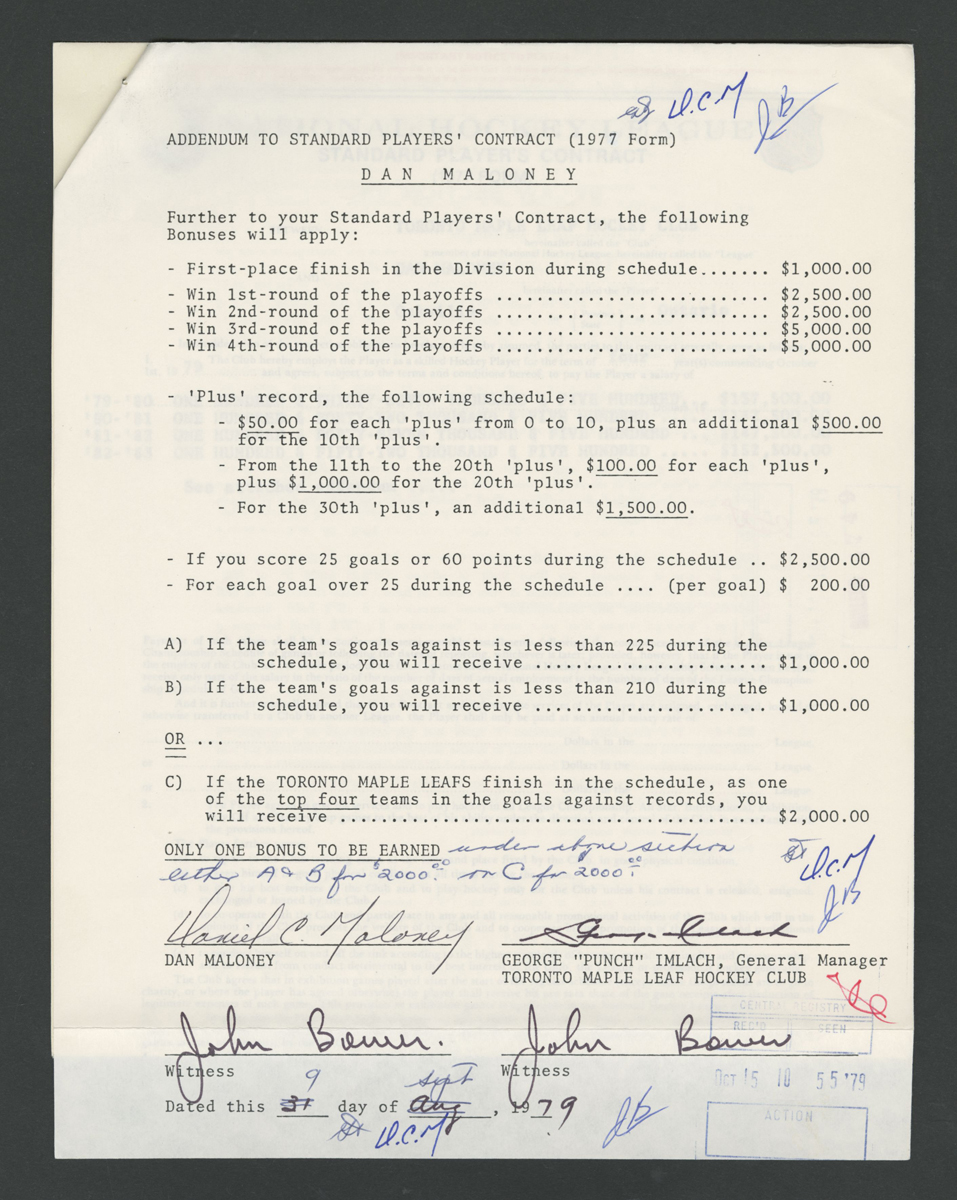 D.C.M JB
ADDENDUM TO STANDARD PLAYERS' CONTRACT (1977 Form)
DAN MALONEY
Further to your Standard Players' Contract, the following
Bonuses will apply:
- First-place finish in the Division during schedule....... $1,000.00
- Win 1st-round of the playoffs ............................ $2,500.00
- Win 2nd-round of the playoffs ............................ $2,500.00
- Win 3rd-round of the playoffs ............................ $5,000.00
- Win 4th-round of the playoffs ............................ $5,000.00
- 'Plus' record, the following schedule:
- $50.00 for each 'plus' from 0 to 10, plus an additional $500.00
for the 10th 'plus'.
- From the 11th to the 20th 'plus', $100.00 for each 'plus',
plus $1,000.00 for the 20th 'plus'.
- For the 30th 'plus', an additional $1,500.00.
- If you score 25 goals or 60 points during the schedule .. $2,500.00
- For each goal over 25 during the schedule .... (per goal) $ 200.00
A) If the team's goals against is less than 225 during the
schedule, you will receive ........................ $1,000.00
B) If the team's goals against is less than 210 during the
schedule, you will receive ........................ $1,000.00
OR ...
C) If the TORONTO MAPLE LEAFS finish in the schedule, as one
of the top four teams in the goals against records, you
will receive ............................................ $2,000.00
ONLY ONE BONUS TO BE EARNED under above section
either A & B for $2000.00 or C for $2000.00
D.C.M
JB
Daniel C. Maloney
DAN MALONEY
GEORGE "PUNCH" IMLACH, General Manager
TORONTO MAPLE LEAF HOCKEY CLUB
CENTRAL REGISTRY
REC'D SEEN
John Bower. John Bower
Witness Witness
OCT 15 10 55 '79
9 Sept
Dated this 31 day of Aug, 1979
D.C.M JB
ACTION